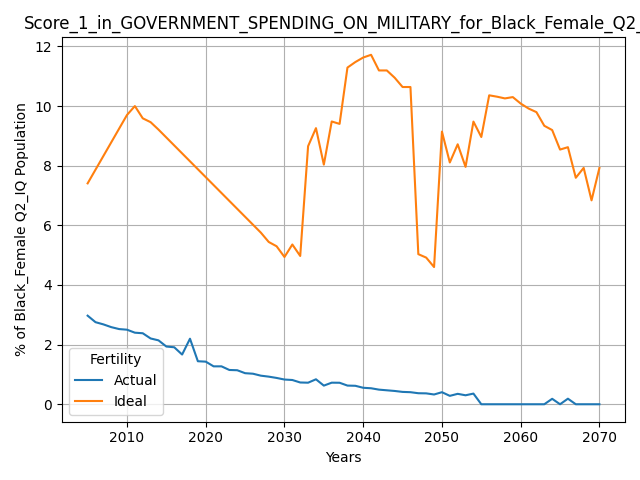 Score_1_in_GOVERNMENT_SPENDING_ON_MILITARY_for_Black_Female_Q2_
12
10
8
6
4
2
0
% of Black_Female Q2_IQ Population
Fertility
Actual
Ideal
2010 2020 2030 2040 2050 2060 2070
Years